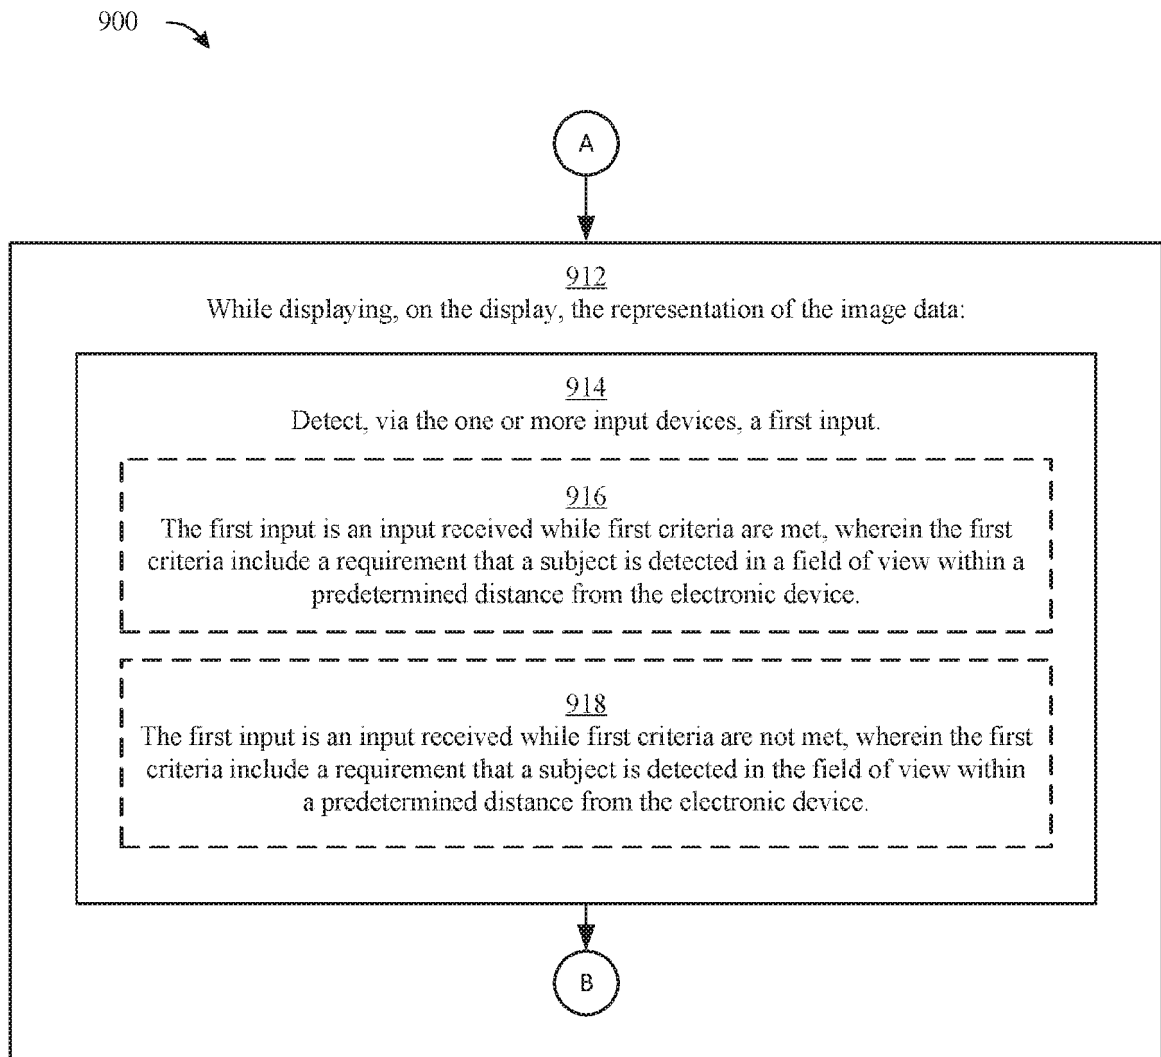 900
A
912
While displaying, on the display, the representation of the image data:
914
Detect, via the one or more input devices, a first input.
916
The first input is an input received while first criteria are met, wherein the first
criteria include a requirement that a subject is detected in a field of view within a
predetermined distance from the electronic device.
918
The first input is an input received while first criteria are not met, wherein the first
criteria include a requirement that a subject is detected in the field of view within
a predetermined distance from the electronic device.
B